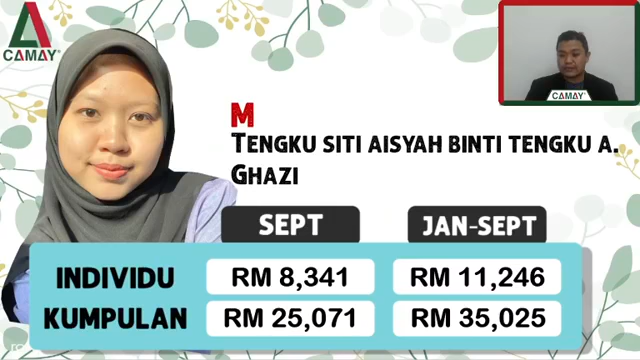 CAMAY®
CAMAY
M
TENGKU SITI AISYAH BINTI TENGKU A.
GHAZI
SEPT JAN-SEPT
INDIVIDU RM 8,341 RM 11,246
KUMPULAN RM 25,071 RM 35,025